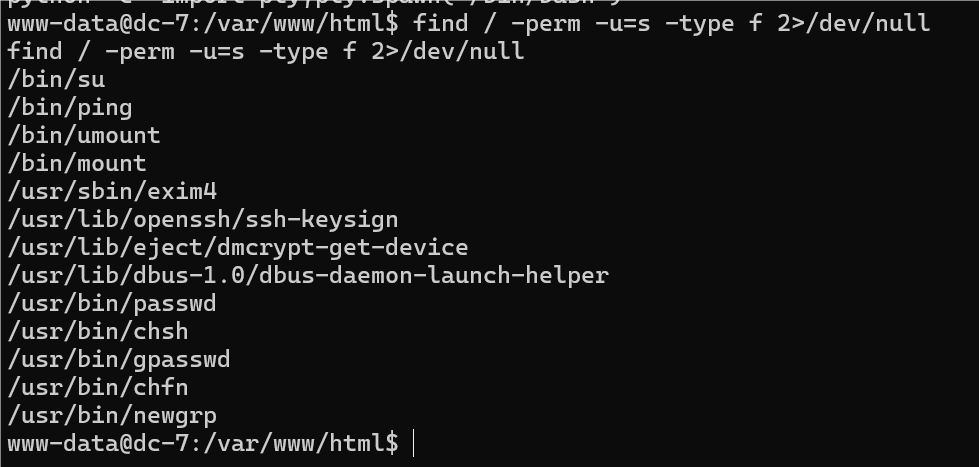 www-data@dc-7:/var/www/html$ find / -perm -u=s -type f 2>/dev/null
find / -perm -u=s -type f 2>/dev/null
/bin/su
/bin/ping
/bin/umount
/bin/mount
/usr/sbin/exim4
/usr/lib/openssh/ssh-keysign
/usr/lib/eject/dmcrypt-get-device
/usr/lib/dbus-1.0/dbus-daemon-launch-helper
/usr/bin/passwd
/usr/bin/chsh
/usr/bin/gpasswd
/usr/bin/chfn
/usr/bin/newgrp
www-data@dc-7:/var/www/html$